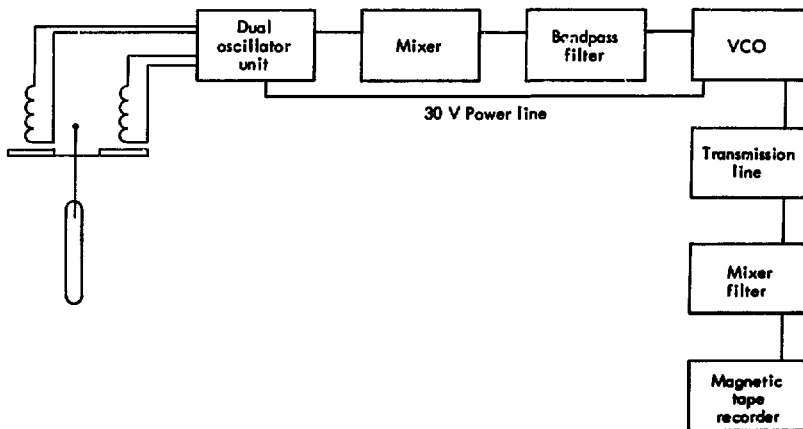 Dual
oscillator
unit
Mixer
Bandpass
filter
VCO
30 V Power line
Transmission
line
Mixer
filter
Magnetic
tape
recorder